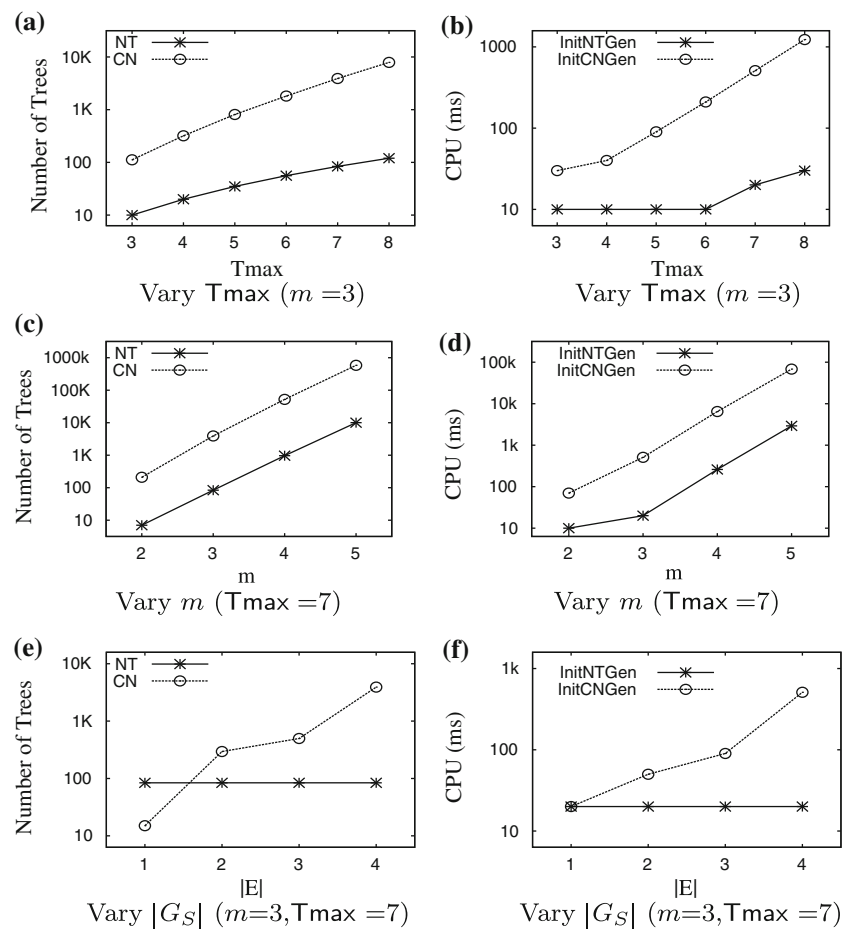 (a)
NT
CN
10K
1K
100
10
Number of Trees
3 4 5 6 7 8
Tmax
Vary Tmax (m =3)
(b)
InitNTGen
InitCNGen
1000
100
10
CPU (ms)
3 4 5 6 7 8
Tmax
Vary Tmax (m =3)
(c)
NT
CN
1000k
100K
10K
1K
100
10
Number of Trees
2 3 4 5
m
Vary m (Tmax =7)
(d)
InitNTGen
InitCNGen
100k
10k
1k
100
10
CPU (ms)
2 3 4 5
m
Vary m (Tmax =7)
(e)
NT
CN
10K
1K
100
10
Number of Trees
1 2 3 4
|E|
Vary |G_S| (m=3,Tmax =7)
(f)
InitNTGen
InitCNGen
1k
100
10
CPU (ms)
1 2 3 4
|E|
Vary |G_S| (m=3,Tmax =7)